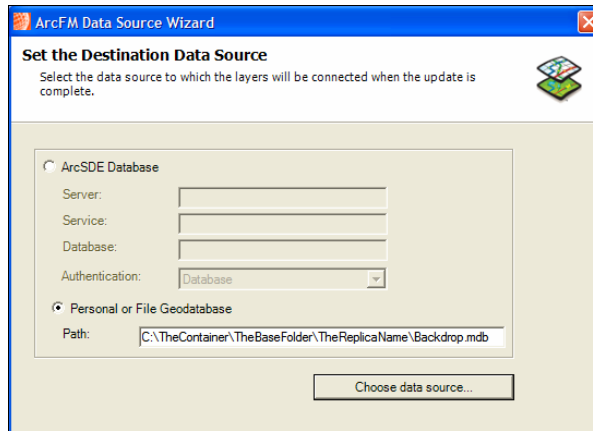 ArcFM Data Source Wizard
Set the Destination Data Source
Select the data source to which the layers will be connected when the update is
complete.
ArcSDE Database
Server:
Service:
Database:
Authentication:
Database
Personal or File Geodatabase
Path:
C:\TheContainer\TheBaseFolder\TheReplicaName\Backdrop.mdb
Choose data source...